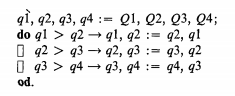 q1, q2, q3, q4 := Q1, Q2, Q3, Q4;
do q1 > q2 → q1, q2 := q2, q1
▯ q2 > q3 → q2, q3 := q3, q2
▯ q3 > q4 → q3, q4 := q4, q3
od.